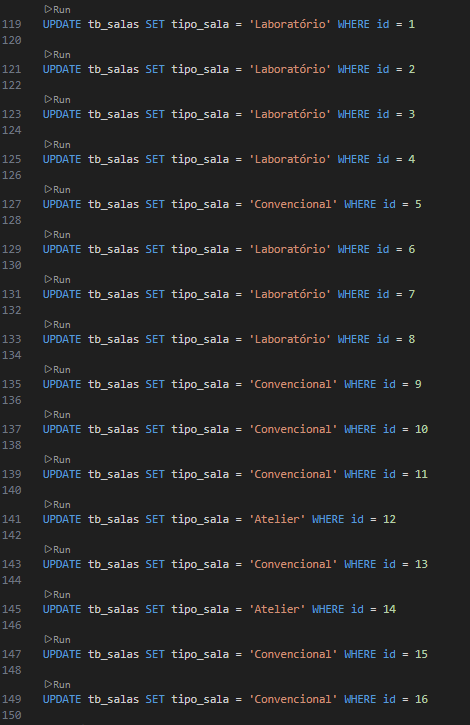 Run
119 UPDATE tb_salas SET tipo_sala = 'Laboratório' WHERE id = 1
120
Run
121 UPDATE tb_salas SET tipo_sala = 'Laboratório' WHERE id = 2
122
Run
123 UPDATE tb_salas SET tipo_sala = 'Laboratório' WHERE id = 3
124
Run
125 UPDATE tb_salas SET tipo_sala = 'Laboratório' WHERE id = 4
126
Run
127 UPDATE tb_salas SET tipo_sala = 'Convencional' WHERE id = 5
128
Run
129 UPDATE tb_salas SET tipo_sala = 'Laboratório' WHERE id = 6
130
Run
131 UPDATE tb_salas SET tipo_sala = 'Laboratório' WHERE id = 7
132
Run
133 UPDATE tb_salas SET tipo_sala = 'Laboratório' WHERE id = 8
134
Run
135 UPDATE tb_salas SET tipo_sala = 'Convencional' WHERE id = 9
136
Run
137 UPDATE tb_salas SET tipo_sala = 'Convencional' WHERE id = 10
138
Run
139 UPDATE tb_salas SET tipo_sala = 'Convencional' WHERE id = 11
140
Run
141 UPDATE tb_salas SET tipo_sala = 'Atelier' WHERE id = 12
142
Run
143 UPDATE tb_salas SET tipo_sala = 'Convencional' WHERE id = 13
144
Run
145 UPDATE tb_salas SET tipo_sala = 'Atelier' WHERE id = 14
146
Run
147 UPDATE tb_salas SET tipo_sala = 'Convencional' WHERE id = 15
148
Run
149 UPDATE tb_salas SET tipo_sala = 'Convencional' WHERE id = 16
150